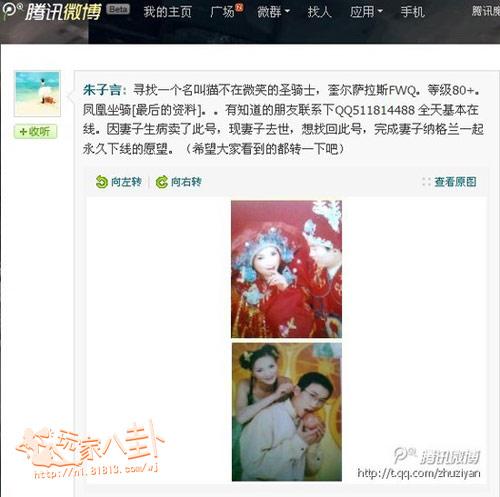 腾讯微博 Beta 我的主页 广场 N 微群 找人 应用 手机 腾讯
朱子言：寻找一个名叫猫不在微笑的圣骑士，奎尔萨拉斯FWQ。等级80+。
凤凰坐骑[最后的资料]。。有知道的朋友联系下QQ511814488 全天基本在
线。因妻子生病卖了此号，现妻子去世，想找回此号，完成妻子纳格兰一起
永久下线的愿望。（希望大家看到的都转一下吧）
+收听
向左转 向右转 查看原图
玩家八卦
http://n1.81813.com/wj
腾讯微博
http://t.qq.com/zhuziyan